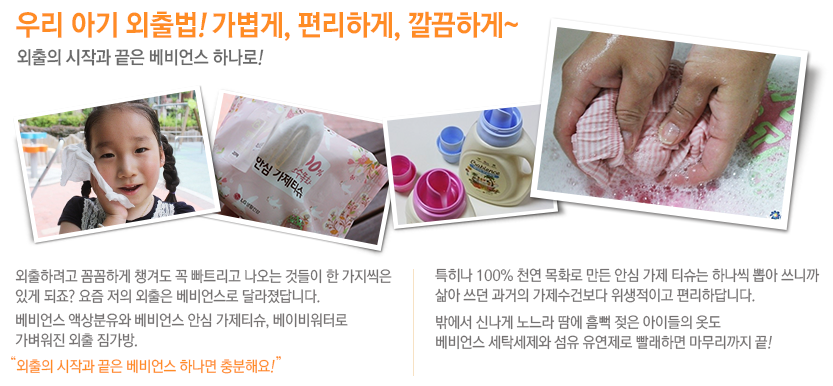 우리 아기 외출법! 가볍게, 편리하게, 깔끔하게~
외출의 시작과 끝은 베비언스 하나로!
안심 가제티슈
외출하려고 꼼꼼하게 챙겨도 꼭 빠트리고 나오는 것들이 한 가지씩은
있게 되죠? 요즘 저의 외출은 베비언스로 달라졌답니다.
베비언스 액상분유와 베비언스 안심 가제티슈, 베이비워터로
가벼워진 외출 짐가방.
“외출의 시작과 끝은 베비언스 하나면 충분해요!”
특히나 100% 천연 목화로 만든 안심 가제 티슈는 하나씩 뽑아 쓰니까
삶아 쓰던 과거의 가제수건보다 위생적이고 편리하답니다.
밖에서 신나게 노느라 땀에 흠뻑 젖은 아이들의 옷도
베비언스 세탁세제와 섬유 유연제로 빨래하면 마무리까지 끝!